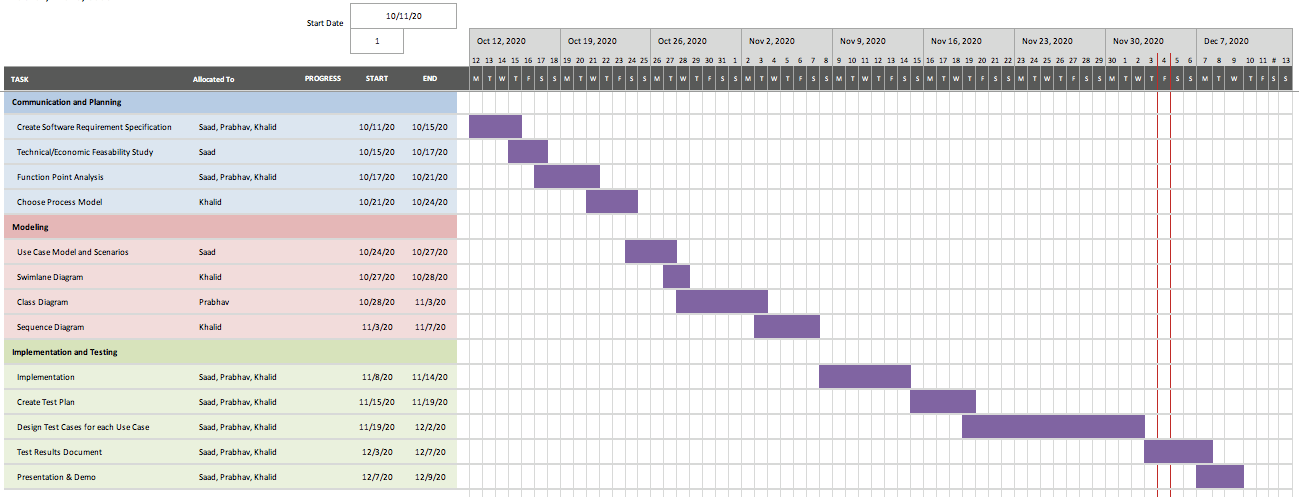 Start Date 10/11/20
1
Oct 12, 2020 Oct 19, 2020 Oct 26, 2020 Nov 2, 2020 Nov 9, 2020 Nov 16, 2020 Nov 23, 2020 Nov 30, 2020 Dec 7, 2020
12 13 14 15 16 17 18 19 20 21 22 23 24 25 26 27 28 29 30 31 1 2 3 4 5 6 7 8 9 10 11 12 13 14 15 16 17 18 19 20 21 22 23 24 25 26 27 28 29 30 1 2 3 4 5 6 7 8 9 10 11 # 13
TASK Allocated To PROGRESS START END M T W T F S S M T W T F S S M T W T F S S M T W T F S S M T W T F S S M T W T F S S M T W T F S S M T W T F S S M T W T F S S
Communication and Planning
Create Software Requirement Specification Saad, Prabhav, Khalid 10/11/20 10/15/20
Technical/Economic Feasability Study Saad 10/15/20 10/17/20
Function Point Analysis Saad, Prabhav, Khalid 10/17/20 10/21/20
Choose Process Model Khalid 10/21/20 10/24/20
Modeling
Use Case Model and Scenarios Saad 10/24/20 10/27/20
Swimlane Diagram Khalid 10/27/20 10/28/20
Class Diagram Prabhav 10/28/20 11/3/20
Sequence Diagram Khalid 11/3/20 11/7/20
Implementation and Testing
Implementation Saad, Prabhav, Khalid 11/8/20 11/14/20
Create Test Plan Saad, Prabhav, Khalid 11/15/20 11/19/20
Design Test Cases for each Use Case Saad, Prabhav, Khalid 11/19/20 12/2/20
Test Results Document Saad, Prabhav, Khalid 12/3/20 12/7/20
Presentation & Demo Saad, Prabhav, Khalid 12/7/20 12/9/20